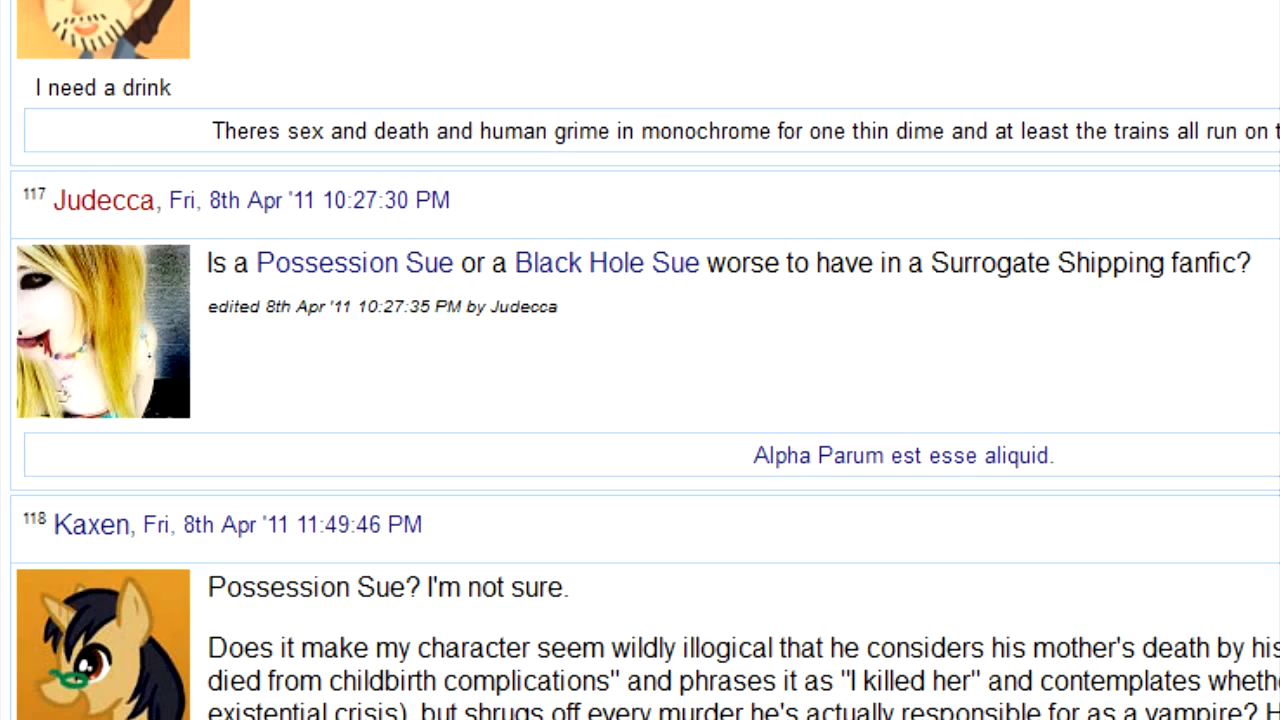 I need a drink
Theres sex and death and human grime in monochrome for one thin dime and at least the trains all run on
117 Judecca, Fri, 8th Apr '11 10:27:30 PM
Is a Possession Sue or a Black Hole Sue worse to have in a Surrogate Shipping fanfic?
edited 8th Apr '11 10:27:35 PM by Judecca
Alpha Parum est esse aliquid.
118 Kaxen, Fri, 8th Apr '11 11:49:46 PM
Possession Sue? I'm not sure.
Does it make my character seem wildly illogical that he considers his mother's death by his
died from childbirth complications" and phrases it as "I killed her" and contemplates
existential crisis), but shrugs off every murder he's actually responsible for as a vampire?